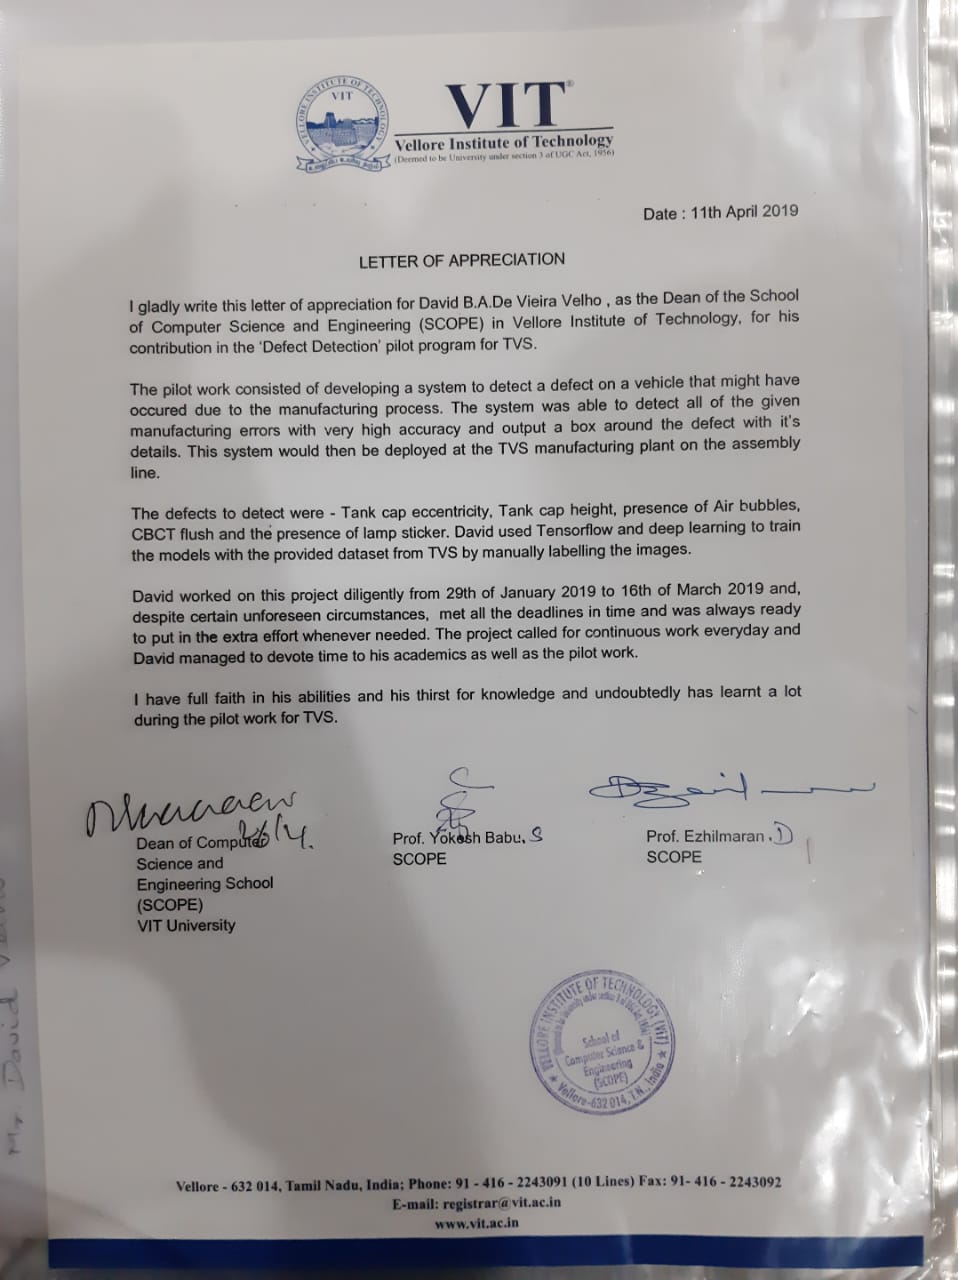 VELLORE INSTITUTE OF TECHNOLOGY
VIT
VIT®
Vellore Institute of Technology
(Deemed to be University under section 3 of UGC Act, 1956)
Date : 11th April 2019
LETTER OF APPRECIATION
I gladly write this letter of appreciation for David B.A.De Vieira Velho , as the Dean of the School
of Computer Science and Engineering (SCOPE) in Vellore Institute of Technology, for his
contribution in the ‘Defect Detection’ pilot program for TVS.
The pilot work consisted of developing a system to detect a defect on a vehicle that might have
occured due to the manufacturing process. The system was able to detect all of the given
manufacturing errors with very high accuracy and output a box around the defect with it's
details. This system would then be deployed at the TVS manufacturing plant on the assembly
line.
The defects to detect were - Tank cap eccentricity, Tank cap height, presence of Air bubbles,
CBCT flush and the presence of lamp sticker. David used Tensorflow and deep learning to train
the models with the provided dataset from TVS by manually labelling the images.
David worked on this project diligently from 29th of January 2019 to 16th of March 2019 and,
despite certain unforeseen circumstances, met all the deadlines in time and was always ready
to put in the extra effort whenever needed. The project called for continuous work everyday and
David managed to devote time to his academics as well as the pilot work.
I have full faith in his abilities and his thirst for knowledge and undoubtedly has learnt a lot
during the pilot work for TVS.
Dean of Computer
Science and
Engineering School
(SCOPE)
VIT University
Prof. Yokesh Babu, S
SCOPE
Prof. Ezhilmaran . D
SCOPE
VELLORE INSTITUTE OF TECHNOLOGY (VIT)
(Deemed to be University under section 3 of UGC Act, 1956)
School of
Computer Science &
Engineering
(SCOPE)
Vellore-632 014, T.N., India
Mr. David
Vellore - 632 014, Tamil Nadu, India; Phone: 91 - 416 - 2243091 (10 Lines) Fax: 91- 416 - 2243092
E-mail: registrar@vit.ac.in
www.vit.ac.in